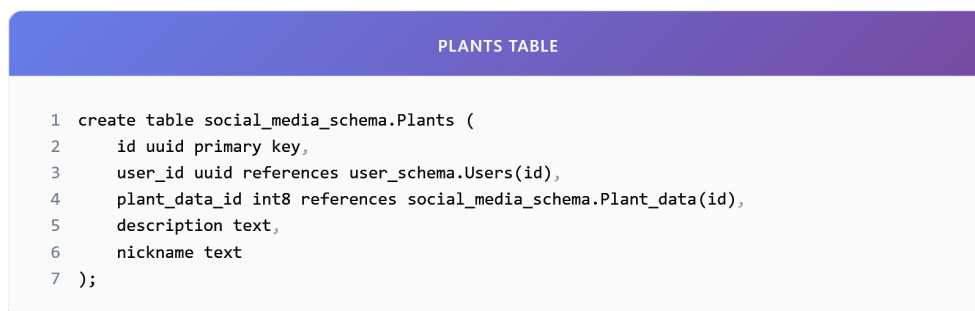 PLANTS TABLE
1 create table social_media_schema.Plants (
2     id uuid primary key,
3     user_id uuid references user_schema.Users(id),
4     plant_data_id int8 references social_media_schema.Plant_data(id),
5     description text,
6     nickname text
7 );